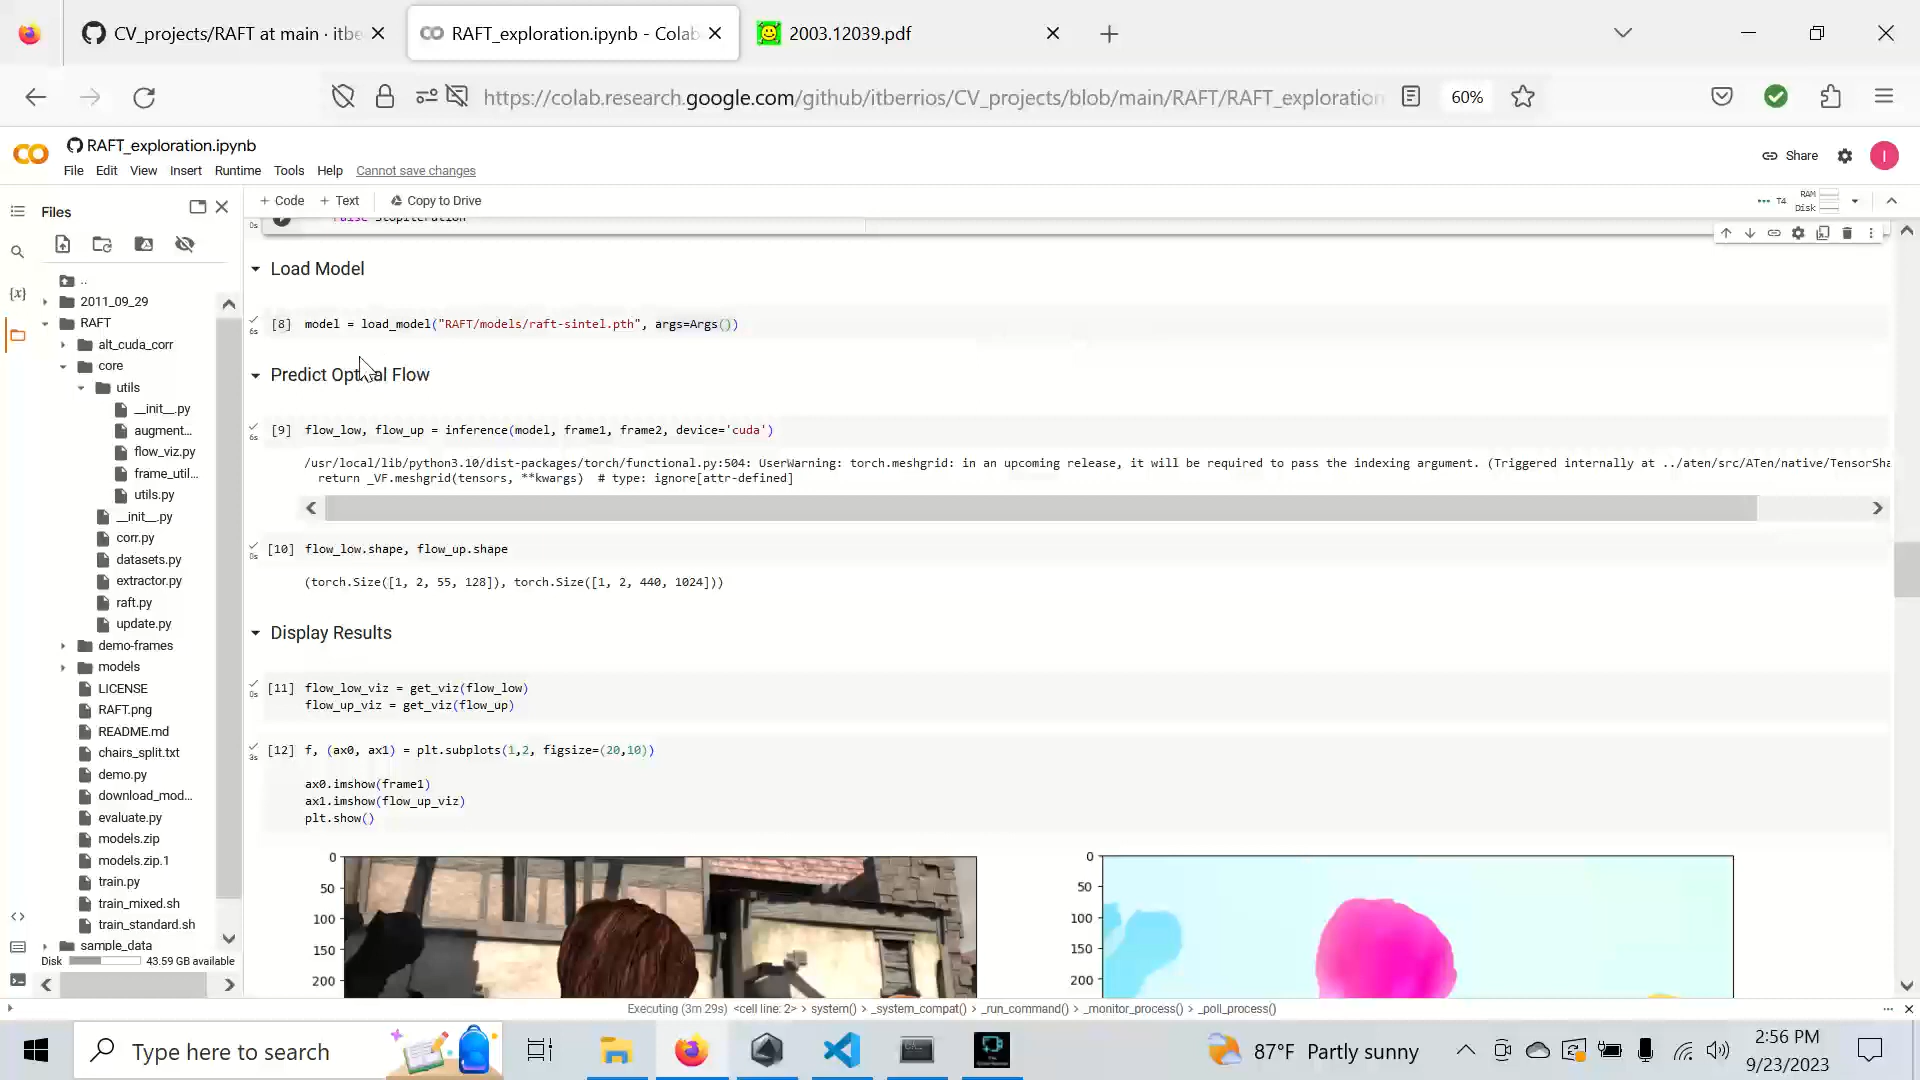 CV_projects/RAFT at main · itbe
RAFT_exploration.ipynb - Colab
2003.12039.pdf
https://colab.research.google.com/github/itberrios/CV_projects/blob/main/RAFT/RAFT_exploration
60%
RAFT_exploration.ipynb
File Edit View Insert Runtime Tools Help Cannot save changes
Share
I
Files
+ Code + Text Copy to Drive
T4
RAM
Disk
..
2011_09_29
RAFT
alt_cuda_corr
core
utils
__init__.py
augment...
flow_viz.py
frame_util...
utils.py
__init__.py
corr.py
datasets.py
extractor.py
raft.py
update.py
demo-frames
models
LICENSE
RAFT.png
README.md
chairs_split.txt
demo.py
download_mod...
evaluate.py
models.zip
models.zip.1
train.py
train_mixed.sh
train_standard.sh
sample_data
Disk 43.59 GB available
0s
Load Model
6s
[8] model = load_model("RAFT/models/raft-sintel.pth", args=Args())
Predict Optical Flow
6s
[9] flow_low, flow_up = inference(model, frame1, frame2, device='cuda')
/usr/local/lib/python3.10/dist-packages/torch/functional.py:504: UserWarning: torch.meshgrid: in an upcoming release, it will be required to pass the indexing argument. (Triggered internally at ../aten/src/ATen/native/TensorSha
return _VF.meshgrid(tensors, **kwargs) # type: ignore[attr-defined]
0s
[10] flow_low.shape, flow_up.shape
(torch.Size([1, 2, 55, 128]), torch.Size([1, 2, 440, 1024]))
Display Results
0s
[11] flow_low_viz = get_viz(flow_low)
flow_up_viz = get_viz(flow_up)
3s
[12] f, (ax0, ax1) = plt.subplots(1,2, figsize=(20,10))
ax0.imshow(frame1)
ax1.imshow(flow_up_viz)
plt.show()
0
50
100
150
200
0
50
100
150
200
Executing (3m 29s) <cell line: 2> > system() > _system_compat() > _run_command() > _monitor_process() > _poll_process()
Type here to search
87°F Partly sunny
2:56 PM
9/23/2023